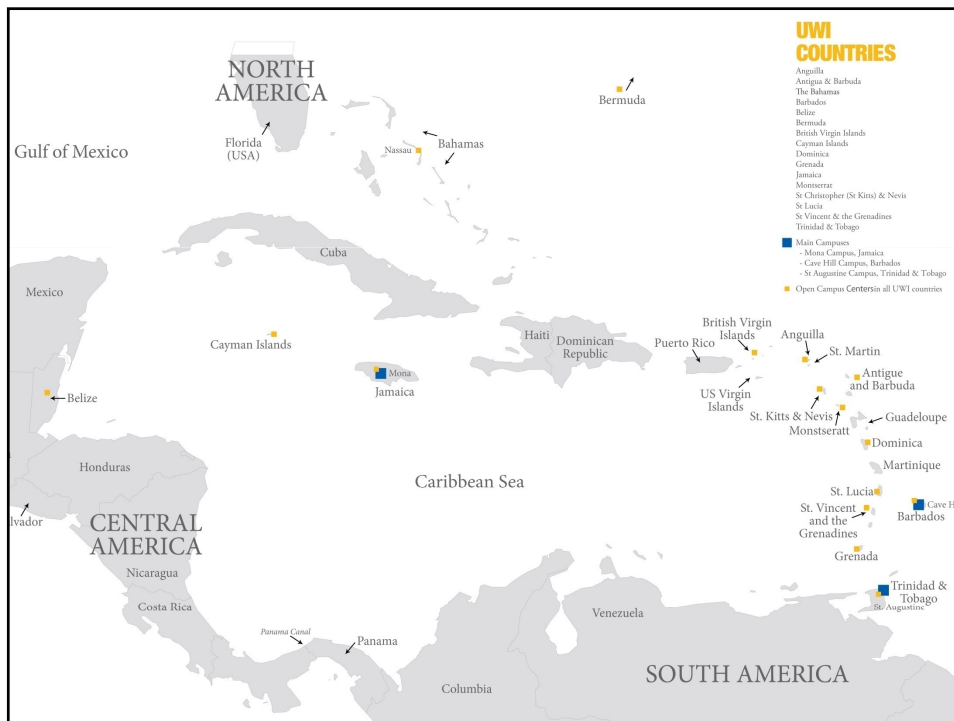 UWI
COUNTRIES
Anguilla
Antigua & Barbuda
The Bahamas
Barbados
Belize
Bermuda
British Virgin Islands
Cayman Islands
Dominica
Grenada
Jamaica
Montserrat
St Christopher (St Kitts) & Nevis
St Lucia
St Vincent & the Grenadines
Trinidad & Tobago
Main Campuses
- Mona Campus, Jamaica
- Cave Hill Campus, Barbados
- St Augustine Campus, Trinidad & Tobago
Open Campus Centers in all UWI countries
NORTH
AMERICA
Bermuda
Florida
(USA)
Bahamas
Nassau
Gulf of Mexico
Cuba
Mexico
Cayman Islands
Haiti
Dominican
Republic
Puerto Rico
British Virgin
Islands
Anguilla
St. Martin
Mona
Jamaica
US Virgin
Islands
Antigue
and Barbuda
Belize
St. Kitts & Nevis
Monstseratt
Guadeloupe
Dominica
Honduras
Caribbean Sea
Martinique
St. Lucia
Cave H
Barbados
St. Vincent
and the
Grenadines
lvador
CENTRAL
AMERICA
Grenada
Nicaragua
Trinidad &
Tobago
St. Augustine
Costa Rica
Venezuela
Panama Canal
Panama
SOUTH AMERICA
Columbia